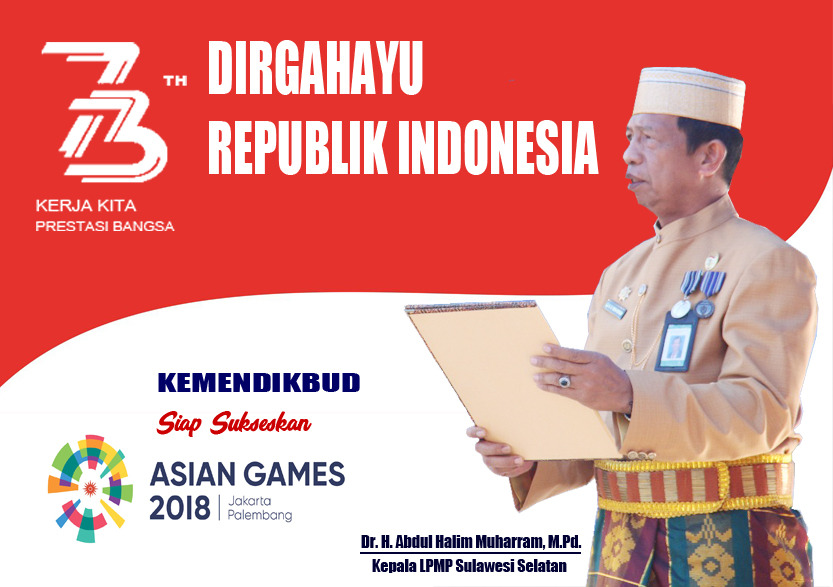 73 TH
DIRGAHAYU
REPUBLIK INDONESIA
KERJA KITA
PRESTASI BANGSA
KEMENDIKBUD
Siap Sukseskan
ASIAN GAMES
2018 | Jakarta
Palembang
Dr. H. Abdul Halim Muharram, M.Pd.
Kepala LPMP Sulawesi Selatan